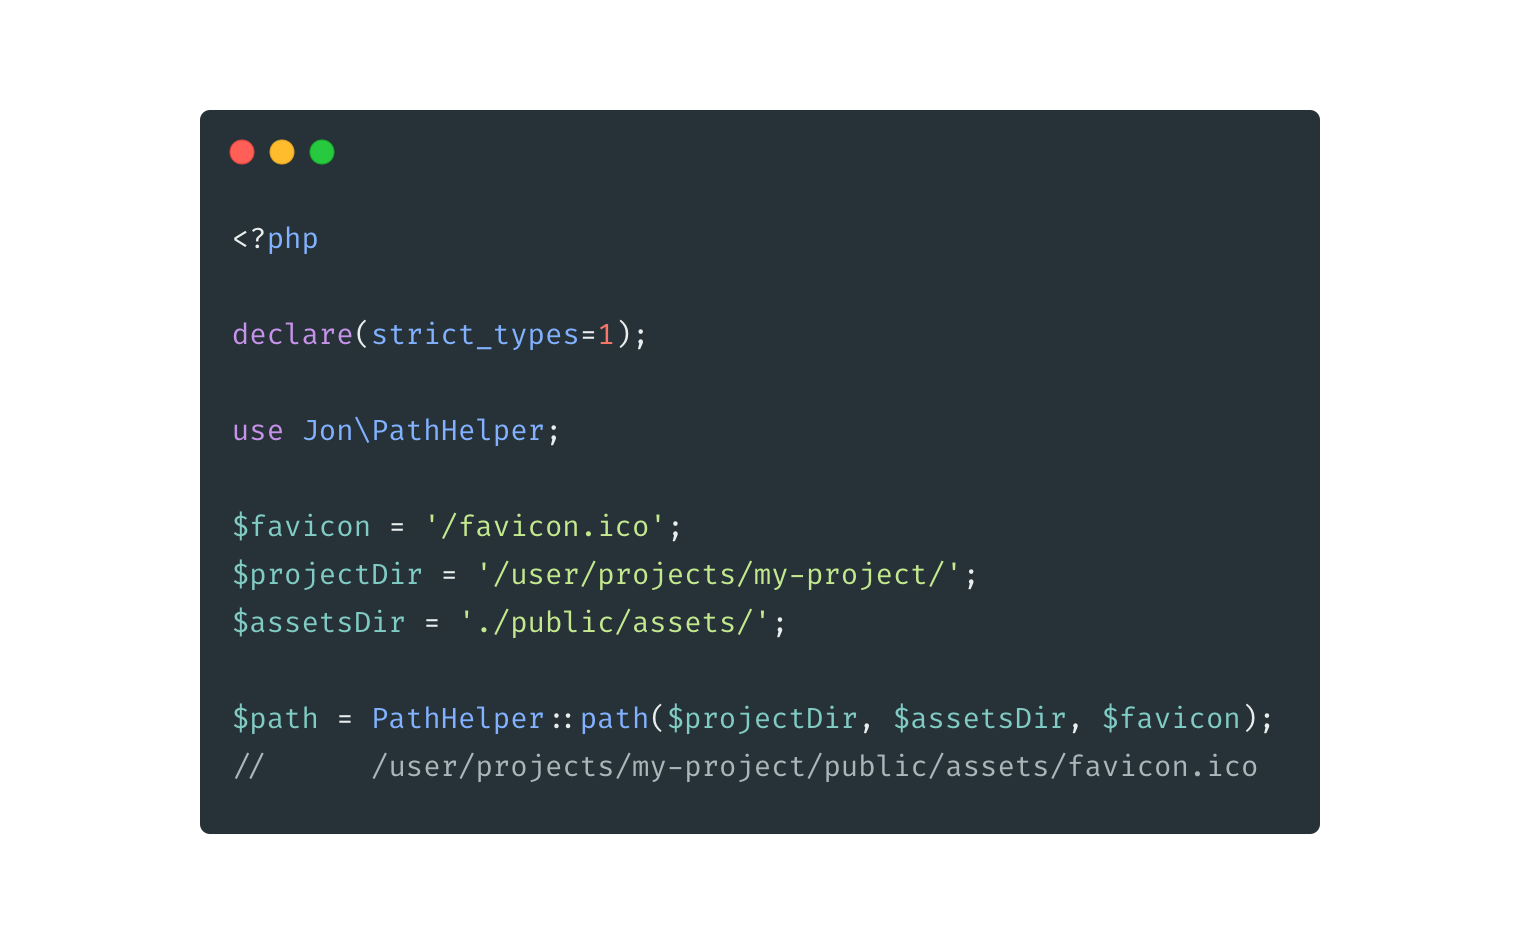 <?php
declare(strict_types=1);
use Jon\PathHelper;
$favicon = '/favicon.ico';
$projectDir = '/user/projects/my-project/';
$assetsDir = './public/assets/';
$path = PathHelper::path($projectDir, $assetsDir, $favicon);
//      /user/projects/my-project/public/assets/favicon.ico